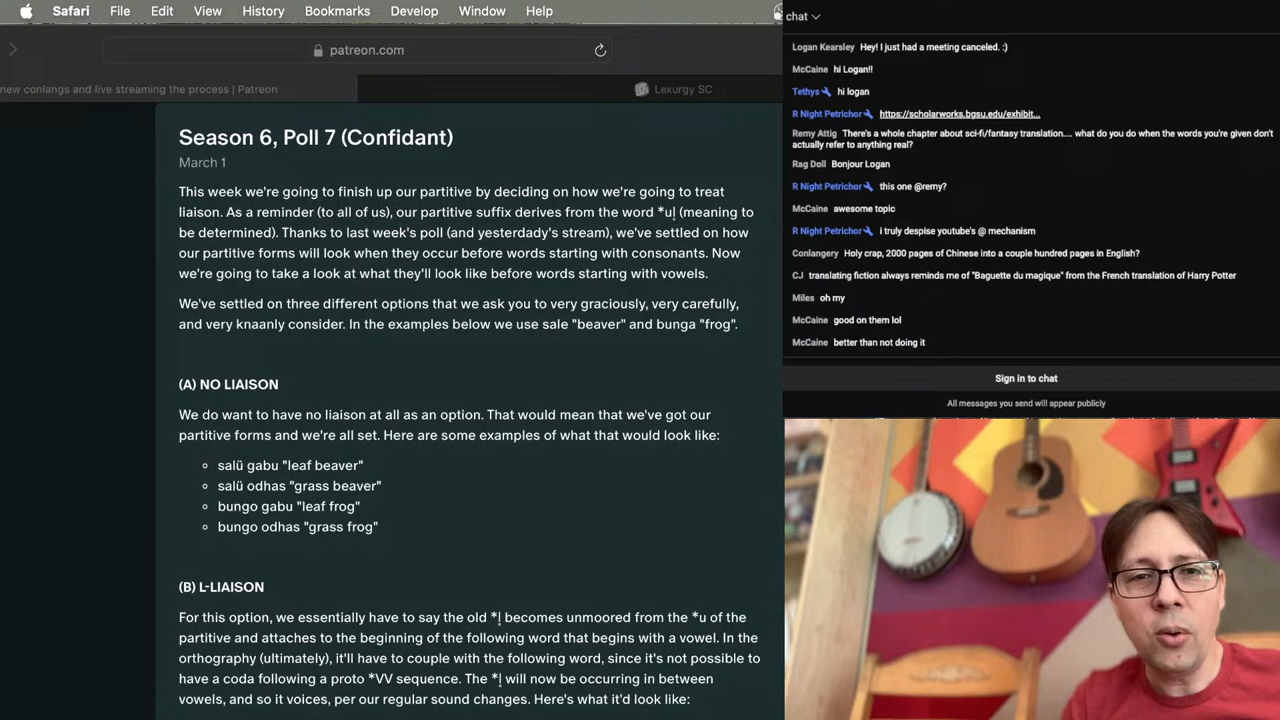 Safari File Edit View History Bookmarks Develop Window Help
patreon.com
new conlangs and live streaming the process | Patreon
Lexurgy SC
Season 6, Poll 7 (Confidant)
March 1
This week we're going to finish up our partitive by deciding on how we're going to treat
liaison. As a reminder (to all of us), our partitive suffix derives from the word *ul̥ (meaning to
be determined). Thanks to last week's poll (and yesterdady's stream), we've settled on how
our partitive forms will look when they occur before words starting with consonants. Now
we're going to take a look at what they'll look like before words starting with vowels.
We've settled on three different options that we ask you to very graciously, very carefully,
and very knaanly consider. In the examples below we use sale "beaver" and bunga "frog".
(A) NO LIAISON
We do want to have no liaison at all as an option. That would mean that we've got our
partitive forms and we're all set. Here are some examples of what that would look like:
salü gabu "leaf beaver"
salü odhas "grass beaver"
bungo gabu "leaf frog"
bungo odhas "grass frog"
(B) L-LIAISON
For this option, we essentially have to say the old *l̥ becomes unmoored from the *u of the
partitive and attaches to the beginning of the following word that begins with a vowel. In the
orthography (ultimately), it'll have to couple with the following word, since it's not possible to
have a coda following a proto *VV sequence. The *l̥ will now be occurring in between
vowels, and so it voices, per our regular sound changes. Here's what it'd look like:
chat
Logan Kearsley Hey! I just had a meeting canceled. :)
McCaine hi Logan!!
Tethys hi logan
R Night Petrichor https://scholarworks.bgsu.edu/exhibit...
Remy Attig There's a whole chapter about sci-fi/fantasy translation.... what do you do when the words you're given don't
actually refer to anything real?
Rag Doll Bonjour Logan
R Night Petrichor this one @remy?
McCaine awesome topic
R Night Petrichor i truly despise youtube's @ mechanism
Conlangery Holy crap, 2000 pages of Chinese into a couple hundred pages in English?
CJ translating fiction always reminds me of "Baguette du magique" from the French translation of Harry Potter
Miles oh my
McCaine good on them lol
McCaine better than not doing it
Sign in to chat
All messages you send will appear publicly